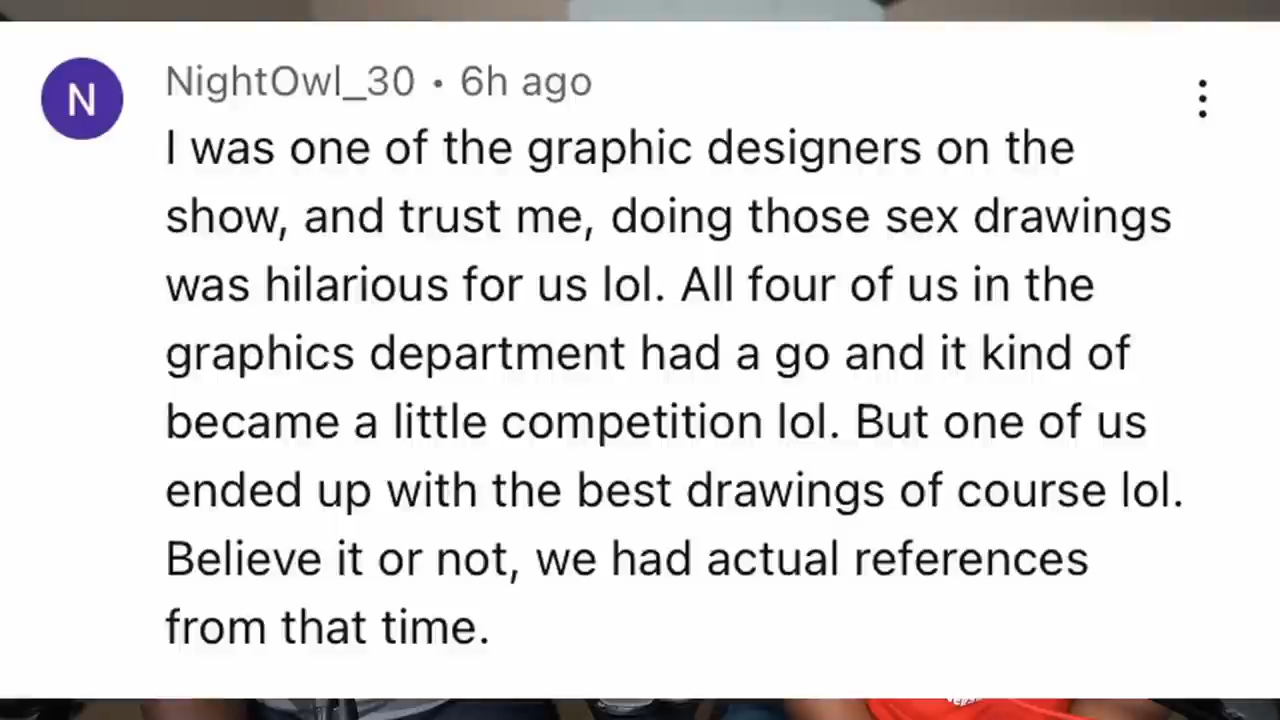 N
NightOwl_30 • 6h ago
I was one of the graphic designers on the
show, and trust me, doing those sex drawings
was hilarious for us lol. All four of us in the
graphics department had a go and it kind of
became a little competition lol. But one of us
ended up with the best drawings of course lol.
Believe it or not, we had actual references
from that time.